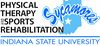 PHYSICAL
THERAPY AND
SPORTS
REHABILITATION
Sycamores
INDIANA STATE UNIVERSITY